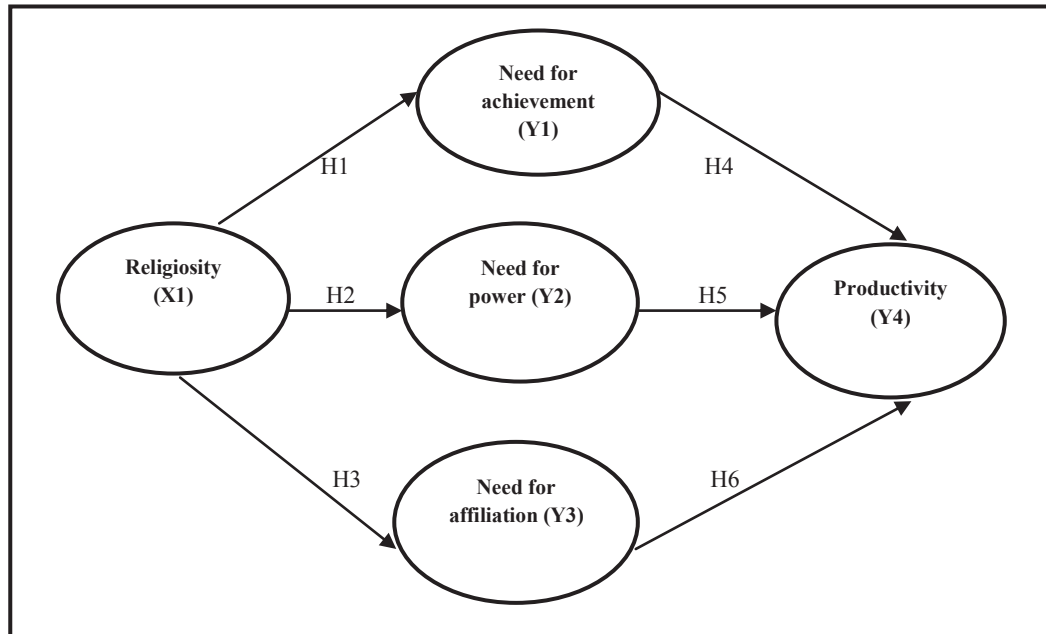 Need for
achievement
(Y1)
H1
H4
Religiosity
(X1)
H2
Need for
power (Y2)
H5
Productivity
(Y4)
H3
Need for
affiliation (Y3)
H6